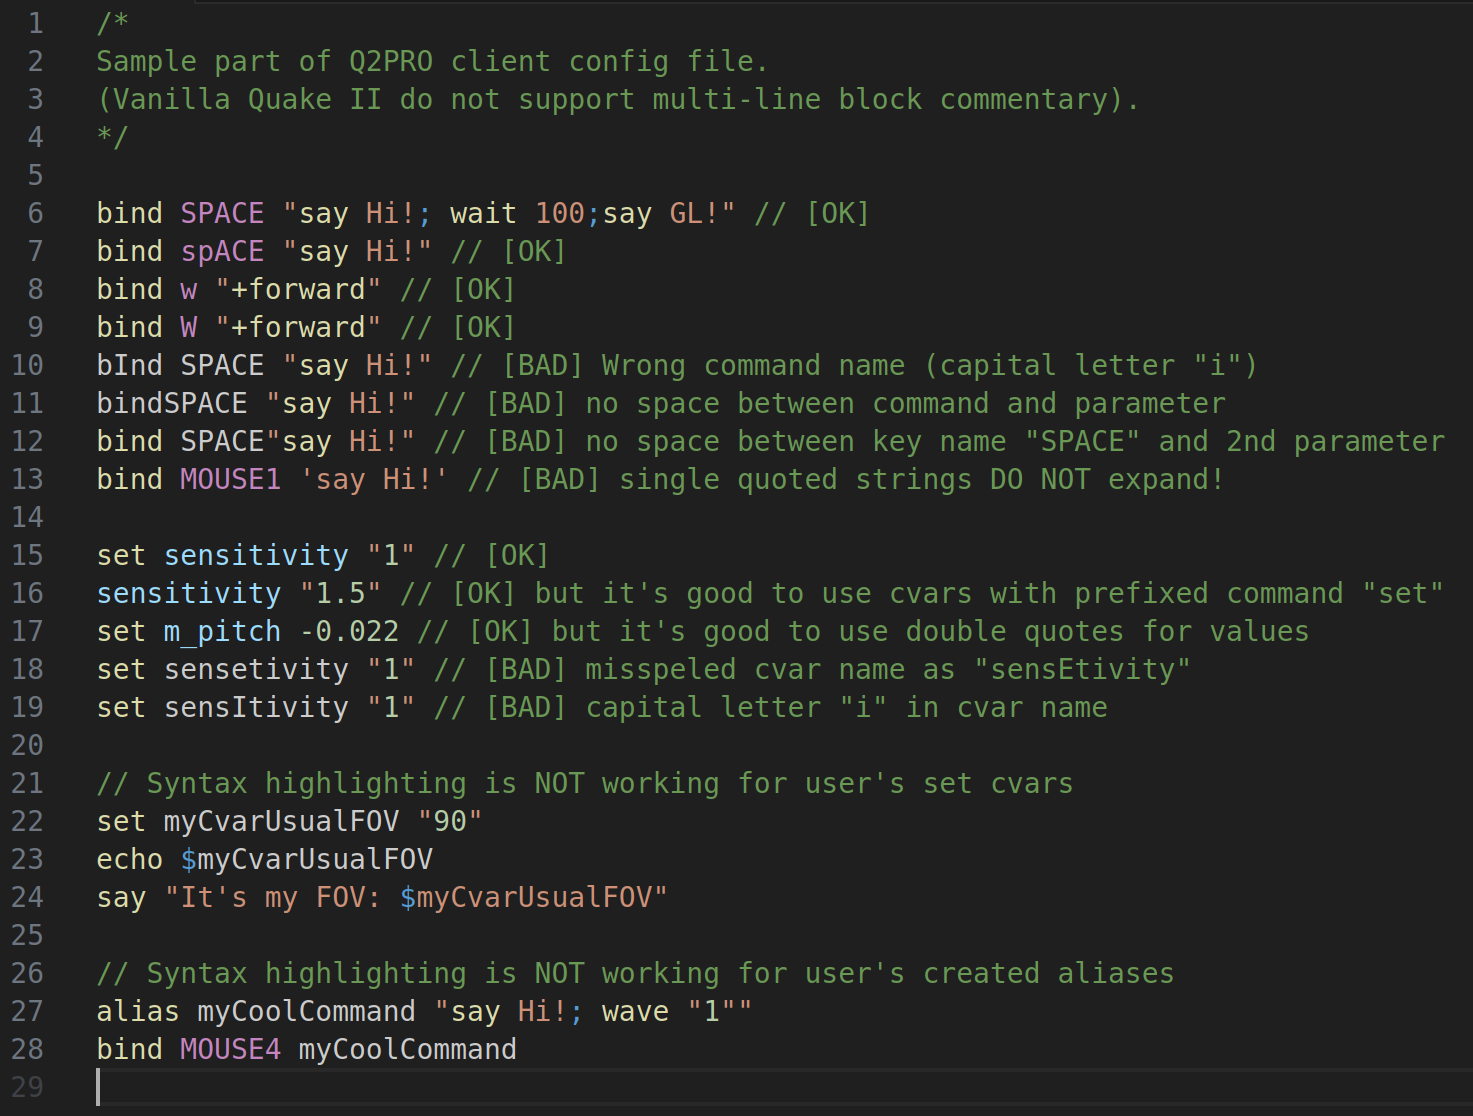 1 /*
2 Sample part of Q2PRO client config file.
3 (Vanilla Quake II do not support multi-line block commentary).
4 */
5
6 bind SPACE "say Hi!; wait 100;say GL!" // [OK]
7 bind spACE "say Hi!" // [OK]
8 bind w "+forward" // [OK]
9 bind W "+forward" // [OK]
10 bInd SPACE "say Hi!" // [BAD] Wrong command name (capital letter "i")
11 bindSPACE "say Hi!" // [BAD] no space between command and parameter
12 bind SPACE"say Hi!" // [BAD] no space between key name "SPACE" and 2nd parameter
13 bind MOUSE1 'say Hi!' // [BAD] single quoted strings DO NOT expand!
14
15 set sensitivity "1" // [OK]
16 sensitivity "1.5" // [OK] but it's good to use cvars with prefixed command "set"
17 set m_pitch -0.022 // [OK] but it's good to use double quotes for values
18 set sensetivity "1" // [BAD] misspeled cvar name as "sensEtivity"
19 set sensItivity "1" // [BAD] capital letter "i" in cvar name
20
21 // Syntax highlighting is NOT working for user's set cvars
22 set myCvarUsualFOV "90"
23 echo $myCvarUsualFOV
24 say "It's my FOV: $myCvarUsualFOV"
25
26 // Syntax highlighting is NOT working for user's created aliases
27 alias myCoolCommand "say Hi!; wave "1""
28 bind MOUSE4 myCoolCommand
29